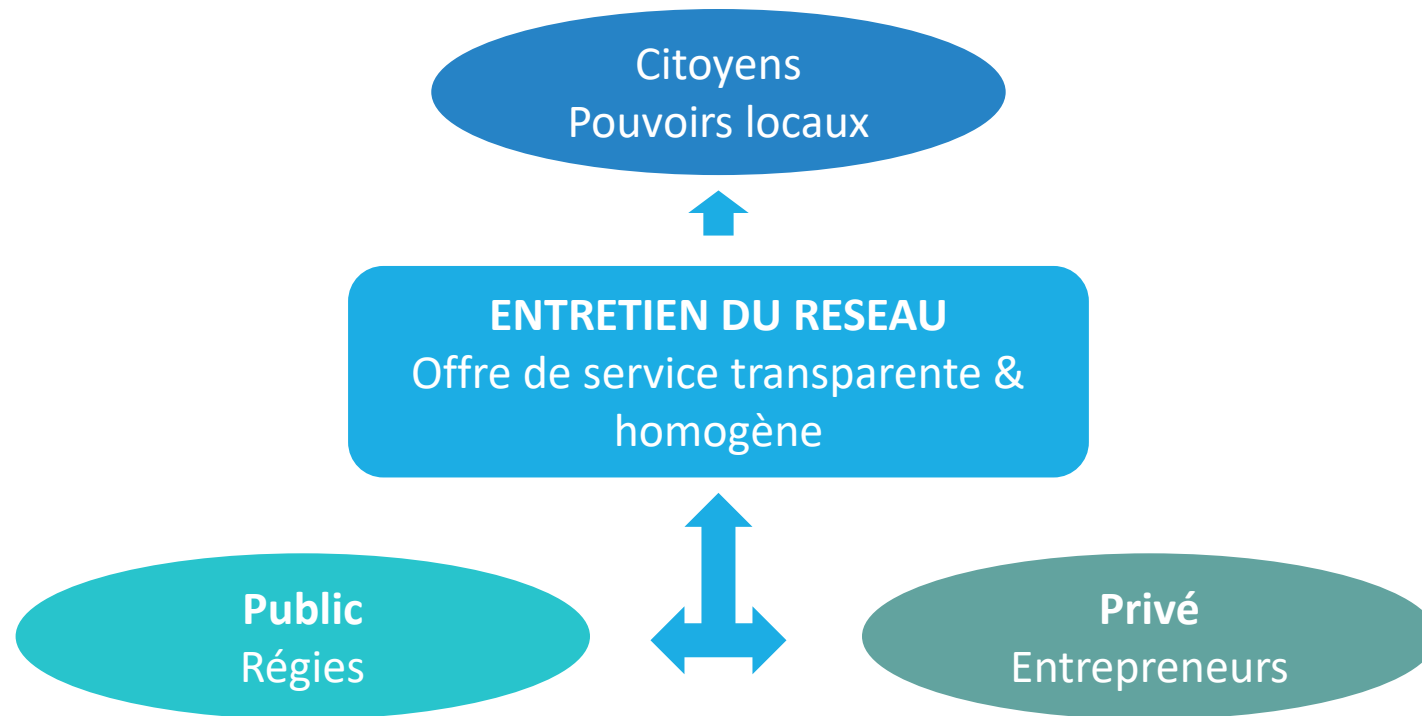 Citoyens
Pouvoirs locaux
ENTRETIEN DU RESEAU
Offre de service transparente &
homogène
Public
Régies
Privé
Entrepreneurs